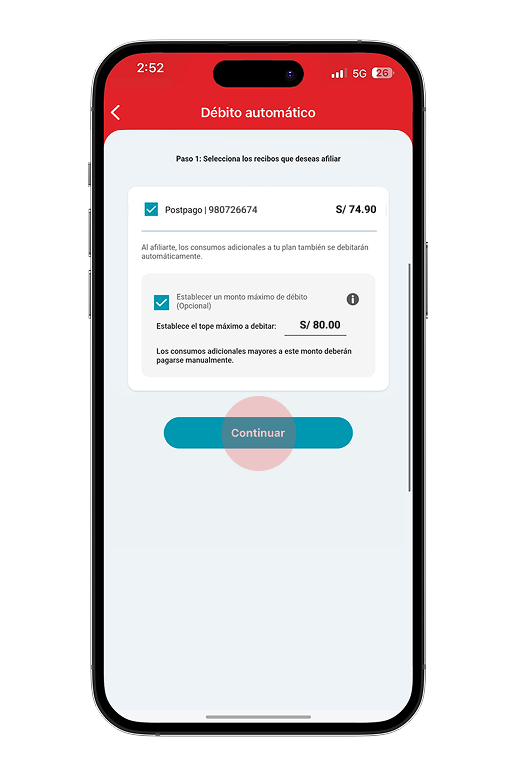 2:52
5G 26
Débito automático
Paso 1: Selecciona los recibos que deseas afiliar
Postpago | 980726674 S/ 74.90
Al afiliarte, los consumos adicionales a tu plan también se debitarán
automáticamente.
Establecer un monto máximo de débito
(Opcional)
Establece el tope máximo a debitar: S/ 80.00
Los consumos adicionales mayores a este monto deberán
pagarse manualmente.
Continuar